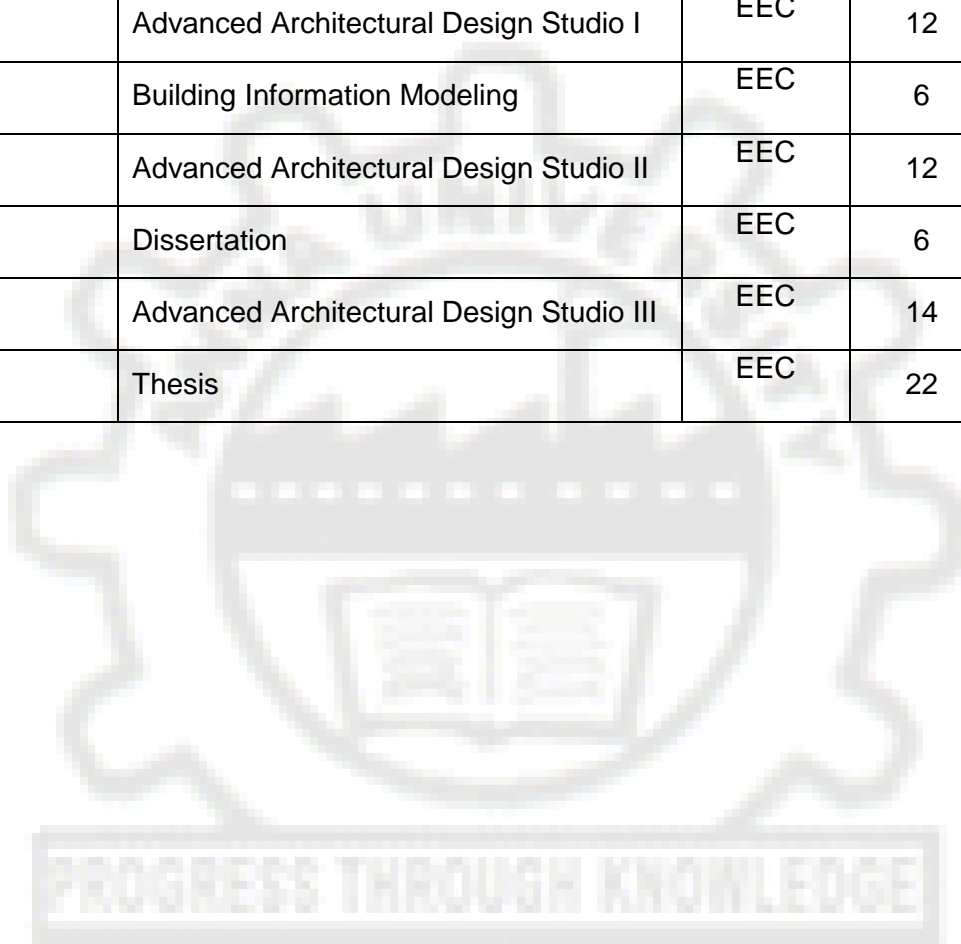 Advanced Architectural Design Studio I EEC 12
Building Information Modeling EEC 6
Advanced Architectural Design Studio II EEC 12
Dissertation EEC 6
Advanced Architectural Design Studio III EEC 14
Thesis EEC 22
UNIVERSITY
PROGRESS THROUGH KNOWLEDGE